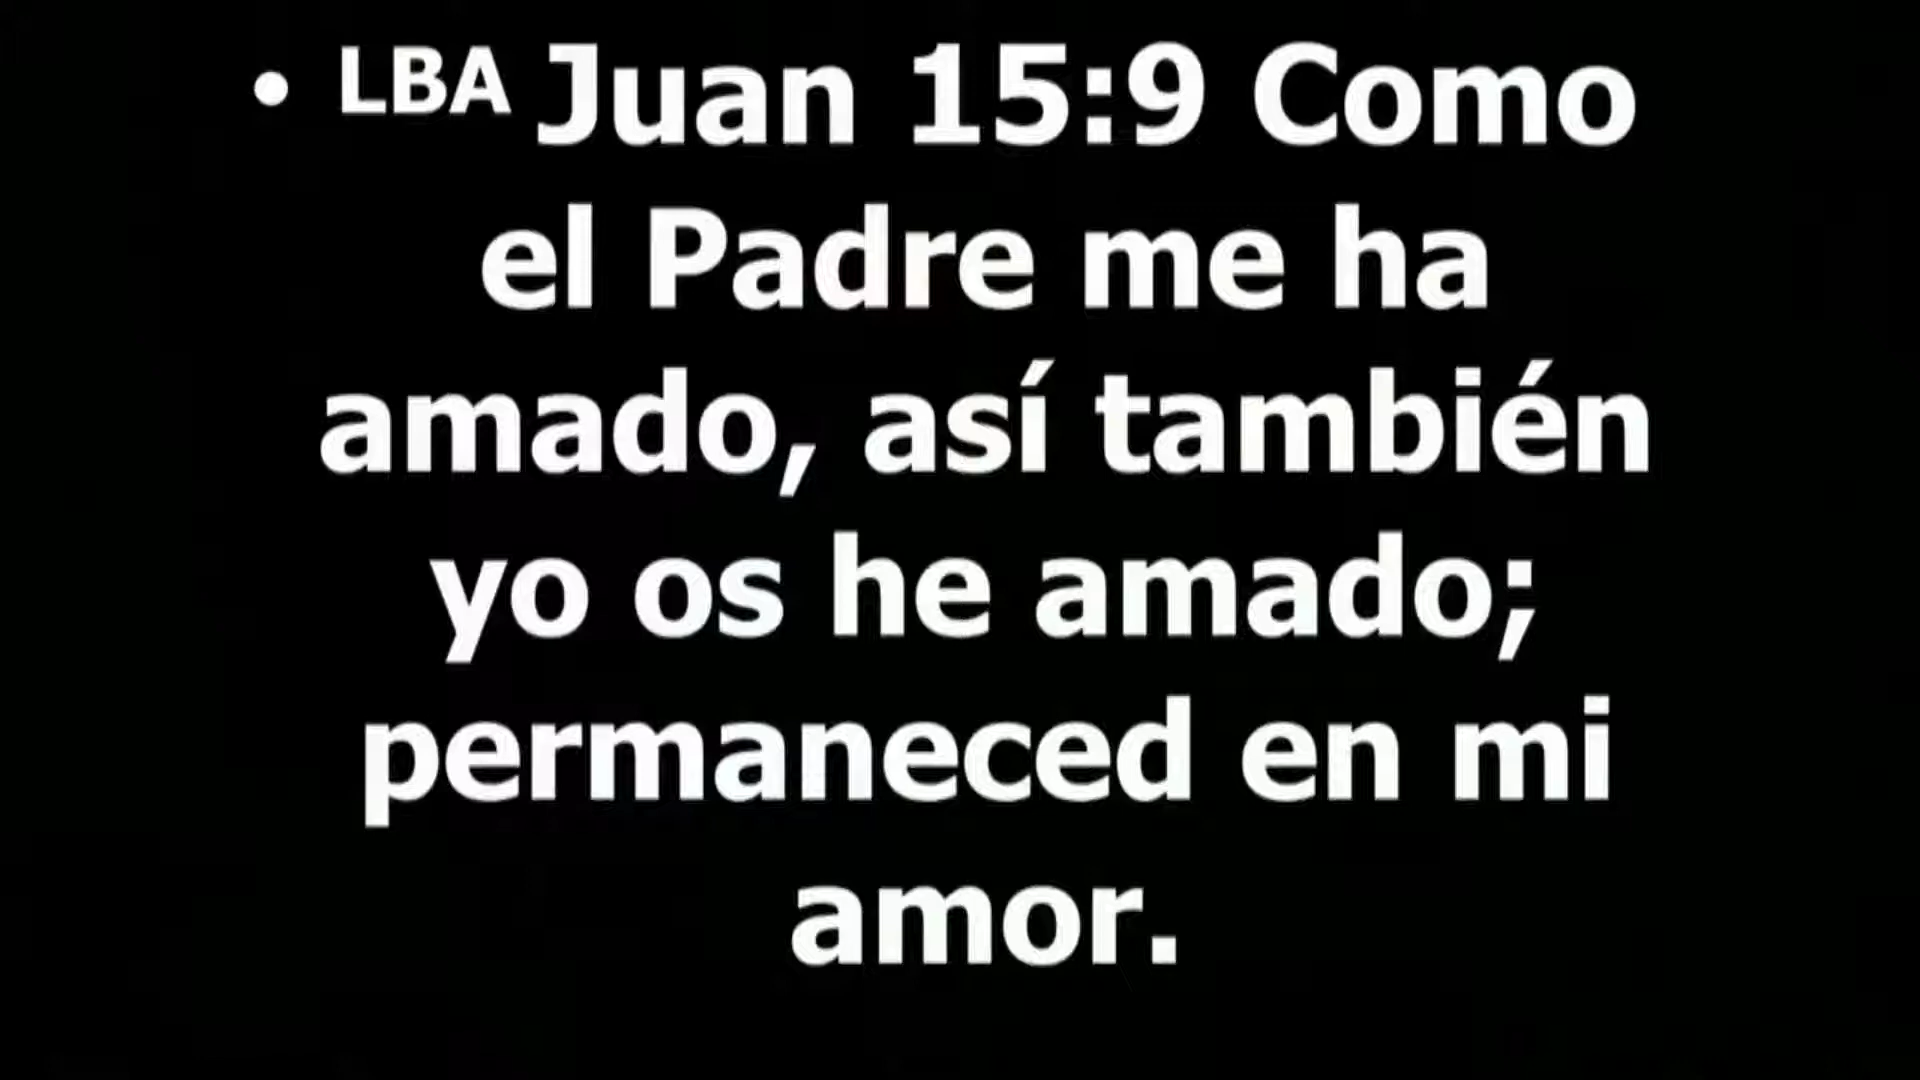 • LBA Juan 15:9 Como
el Padre me ha
amado, así también
yo os he amado;
permaneced en mi
amor.